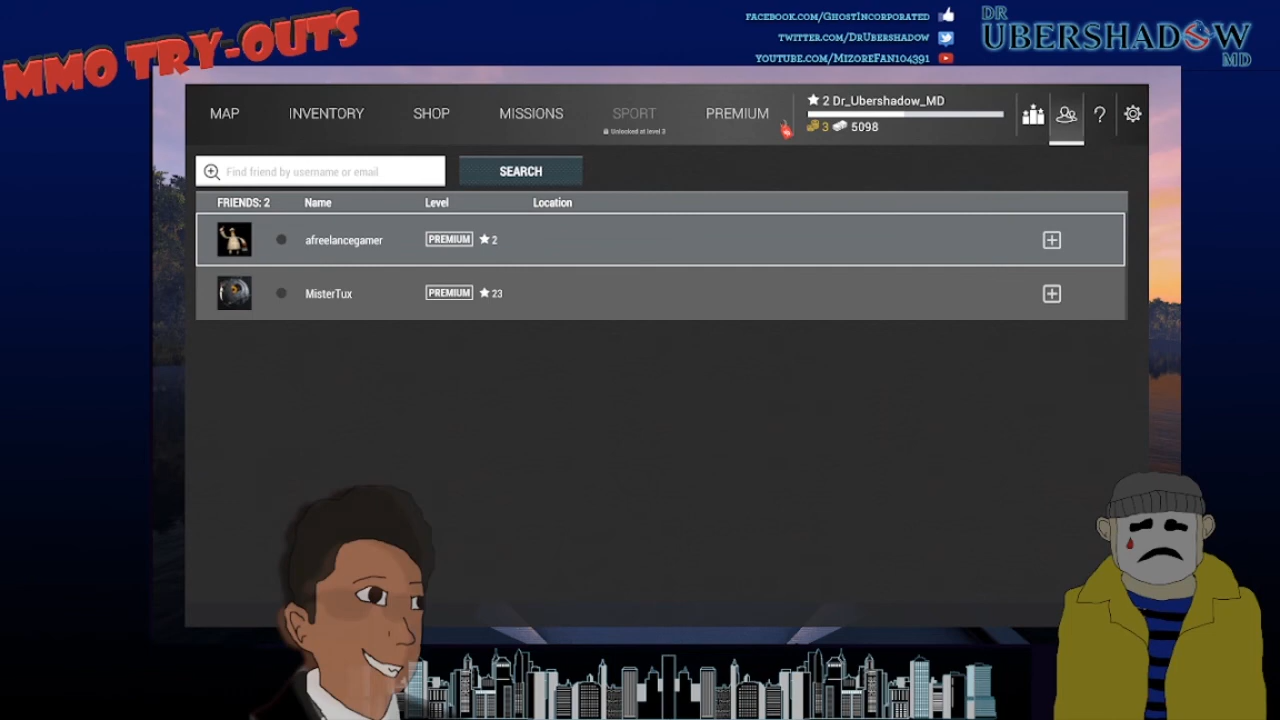 MMO TRY-OUTS
FACEBOOK.COM/GHOSTINCORPORATED
TWITTER.COM/DRUBERSHADOW
YOUTUBE.COM/MIZOREFAN104391
DR
UBERSHADOW
MD
MAP INVENTORY SHOP MISSIONS SPORT PREMIUM
Unlocked at level 3
2 Dr_Ubershadow_MD
3 5098
?
Find friend by username or email SEARCH
FRIENDS: 2 Name Level Location
afreelancegamer PREMIUM 2
MisterTux PREMIUM 23